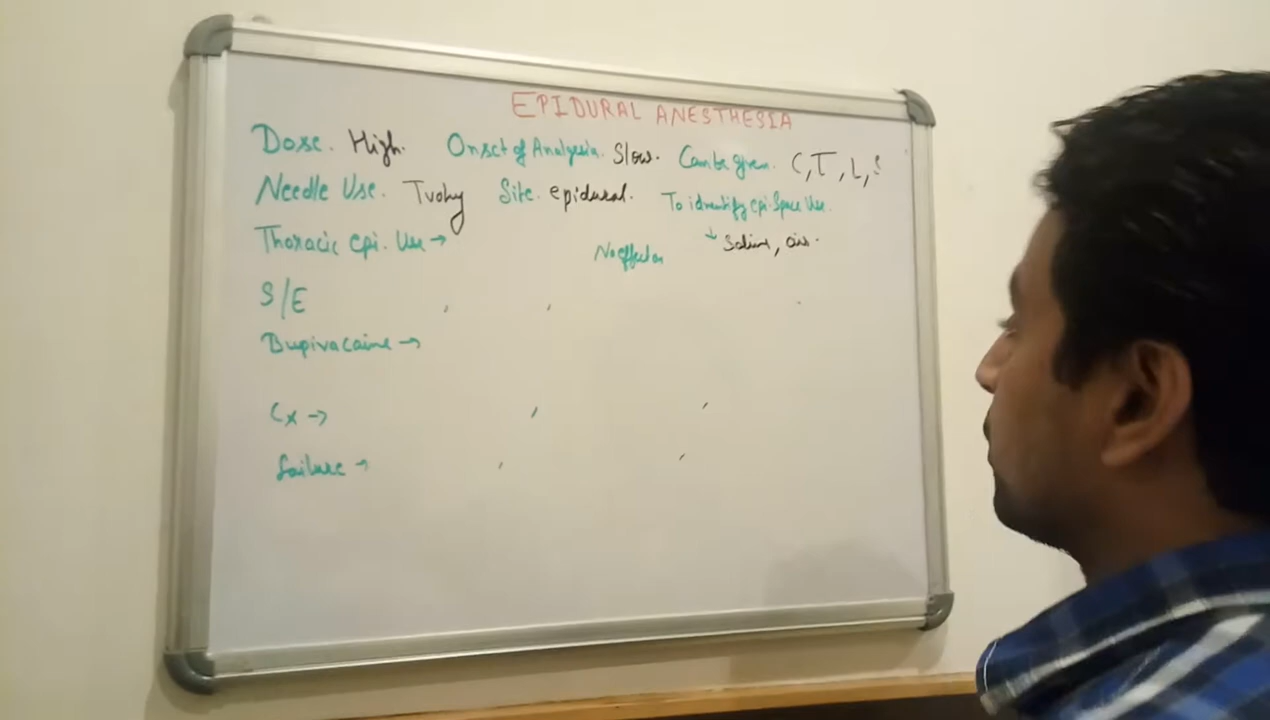 EPIDURAL ANESTHESIA
Dose. High. Onset of Analgesia. Slow. Can be given. C, T, L, S
Needle Use. Tuohy Site. epidural. To identify epi. Space Use.
Thoracic epi. Use → No effect on ↓ Saline, air.
S/E
Bupivacaine →
Cx →
failure →